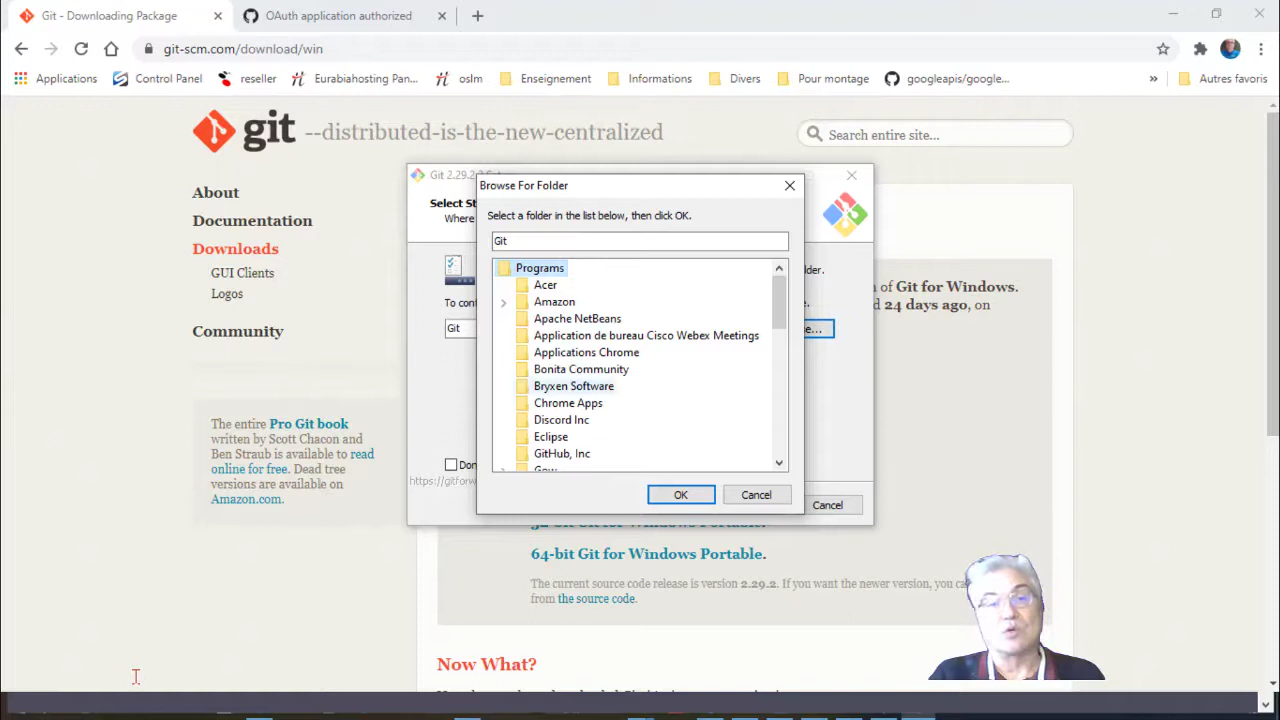 Git - Downloading Package
OAuth application authorized
git-scm.com/download/win
Applications
Control Panel
reseller
Eurabiahosting Pan...
oslm
Enseignement
Informations
Divers
Pour montage
googleapis/google...
»
Autres favoris
git --distributed-is-the-new-centralized
Search entire site...
About
Documentation
Downloads
GUI Clients
Logos
Community
The entire Pro Git book
written by Scott Chacon and
Ben Straub is available to read
online for free. Dead tree
versions are available on
Amazon.com.
Git 2.29.2
Select
Where
To
Git
https://
Cancel
Browse For Folder
Select a folder in the list below, then click OK.
Git
Programs
Acer
Amazon
Apache NetBeans
Application de bureau Cisco Webex Meetings
Applications Chrome
Bonita Community
Bryxen Software
Chrome Apps
Discord Inc
Eclipse
GitHub, Inc
OK
Cancel
of Git for Windows.
24 days ago, on
64-bit Git for Windows Portable.
The current source code release is version 2.29.2. If you want the newer version, you
from the source code.
Now What?